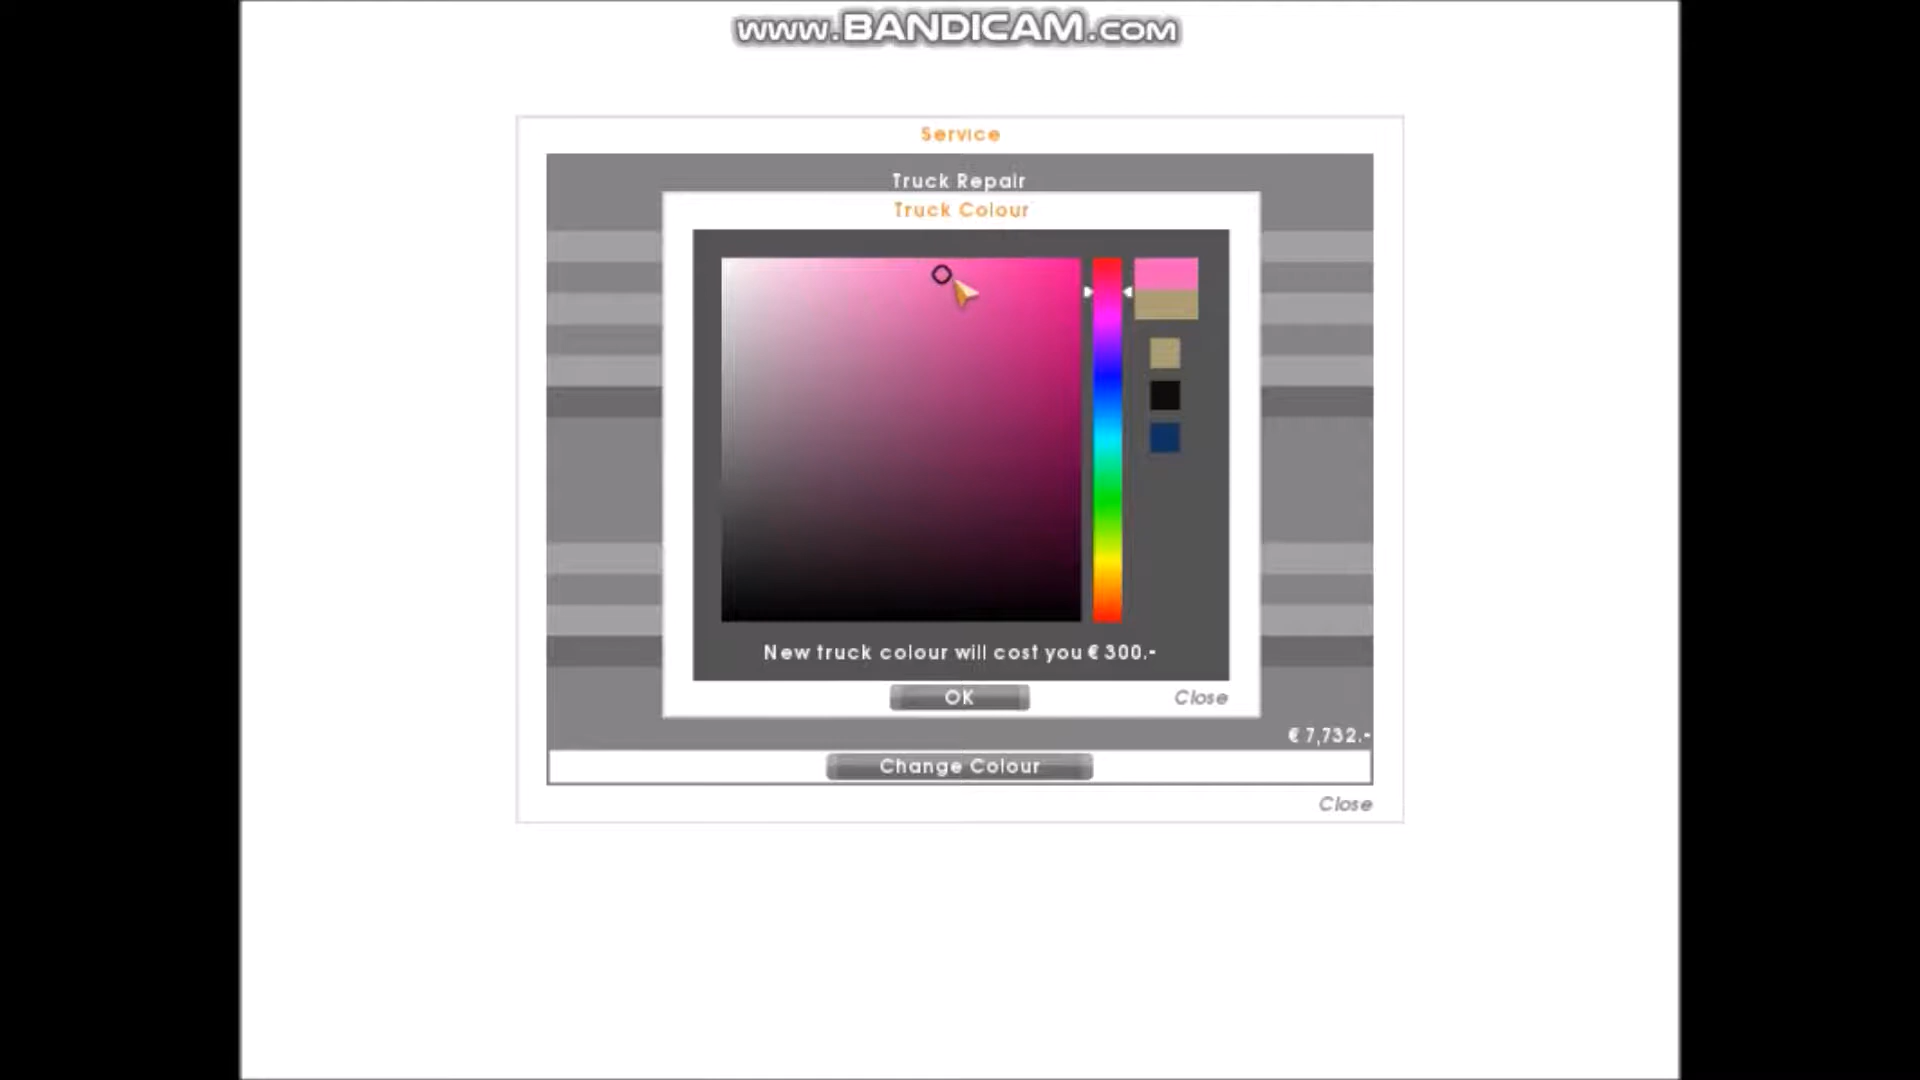 www.BANDICAM.com
Service
Truck Repair
Truck Colour
New truck colour will cost you € 300.-
OK
Close
€ 7,732.-
Change Colour
Close